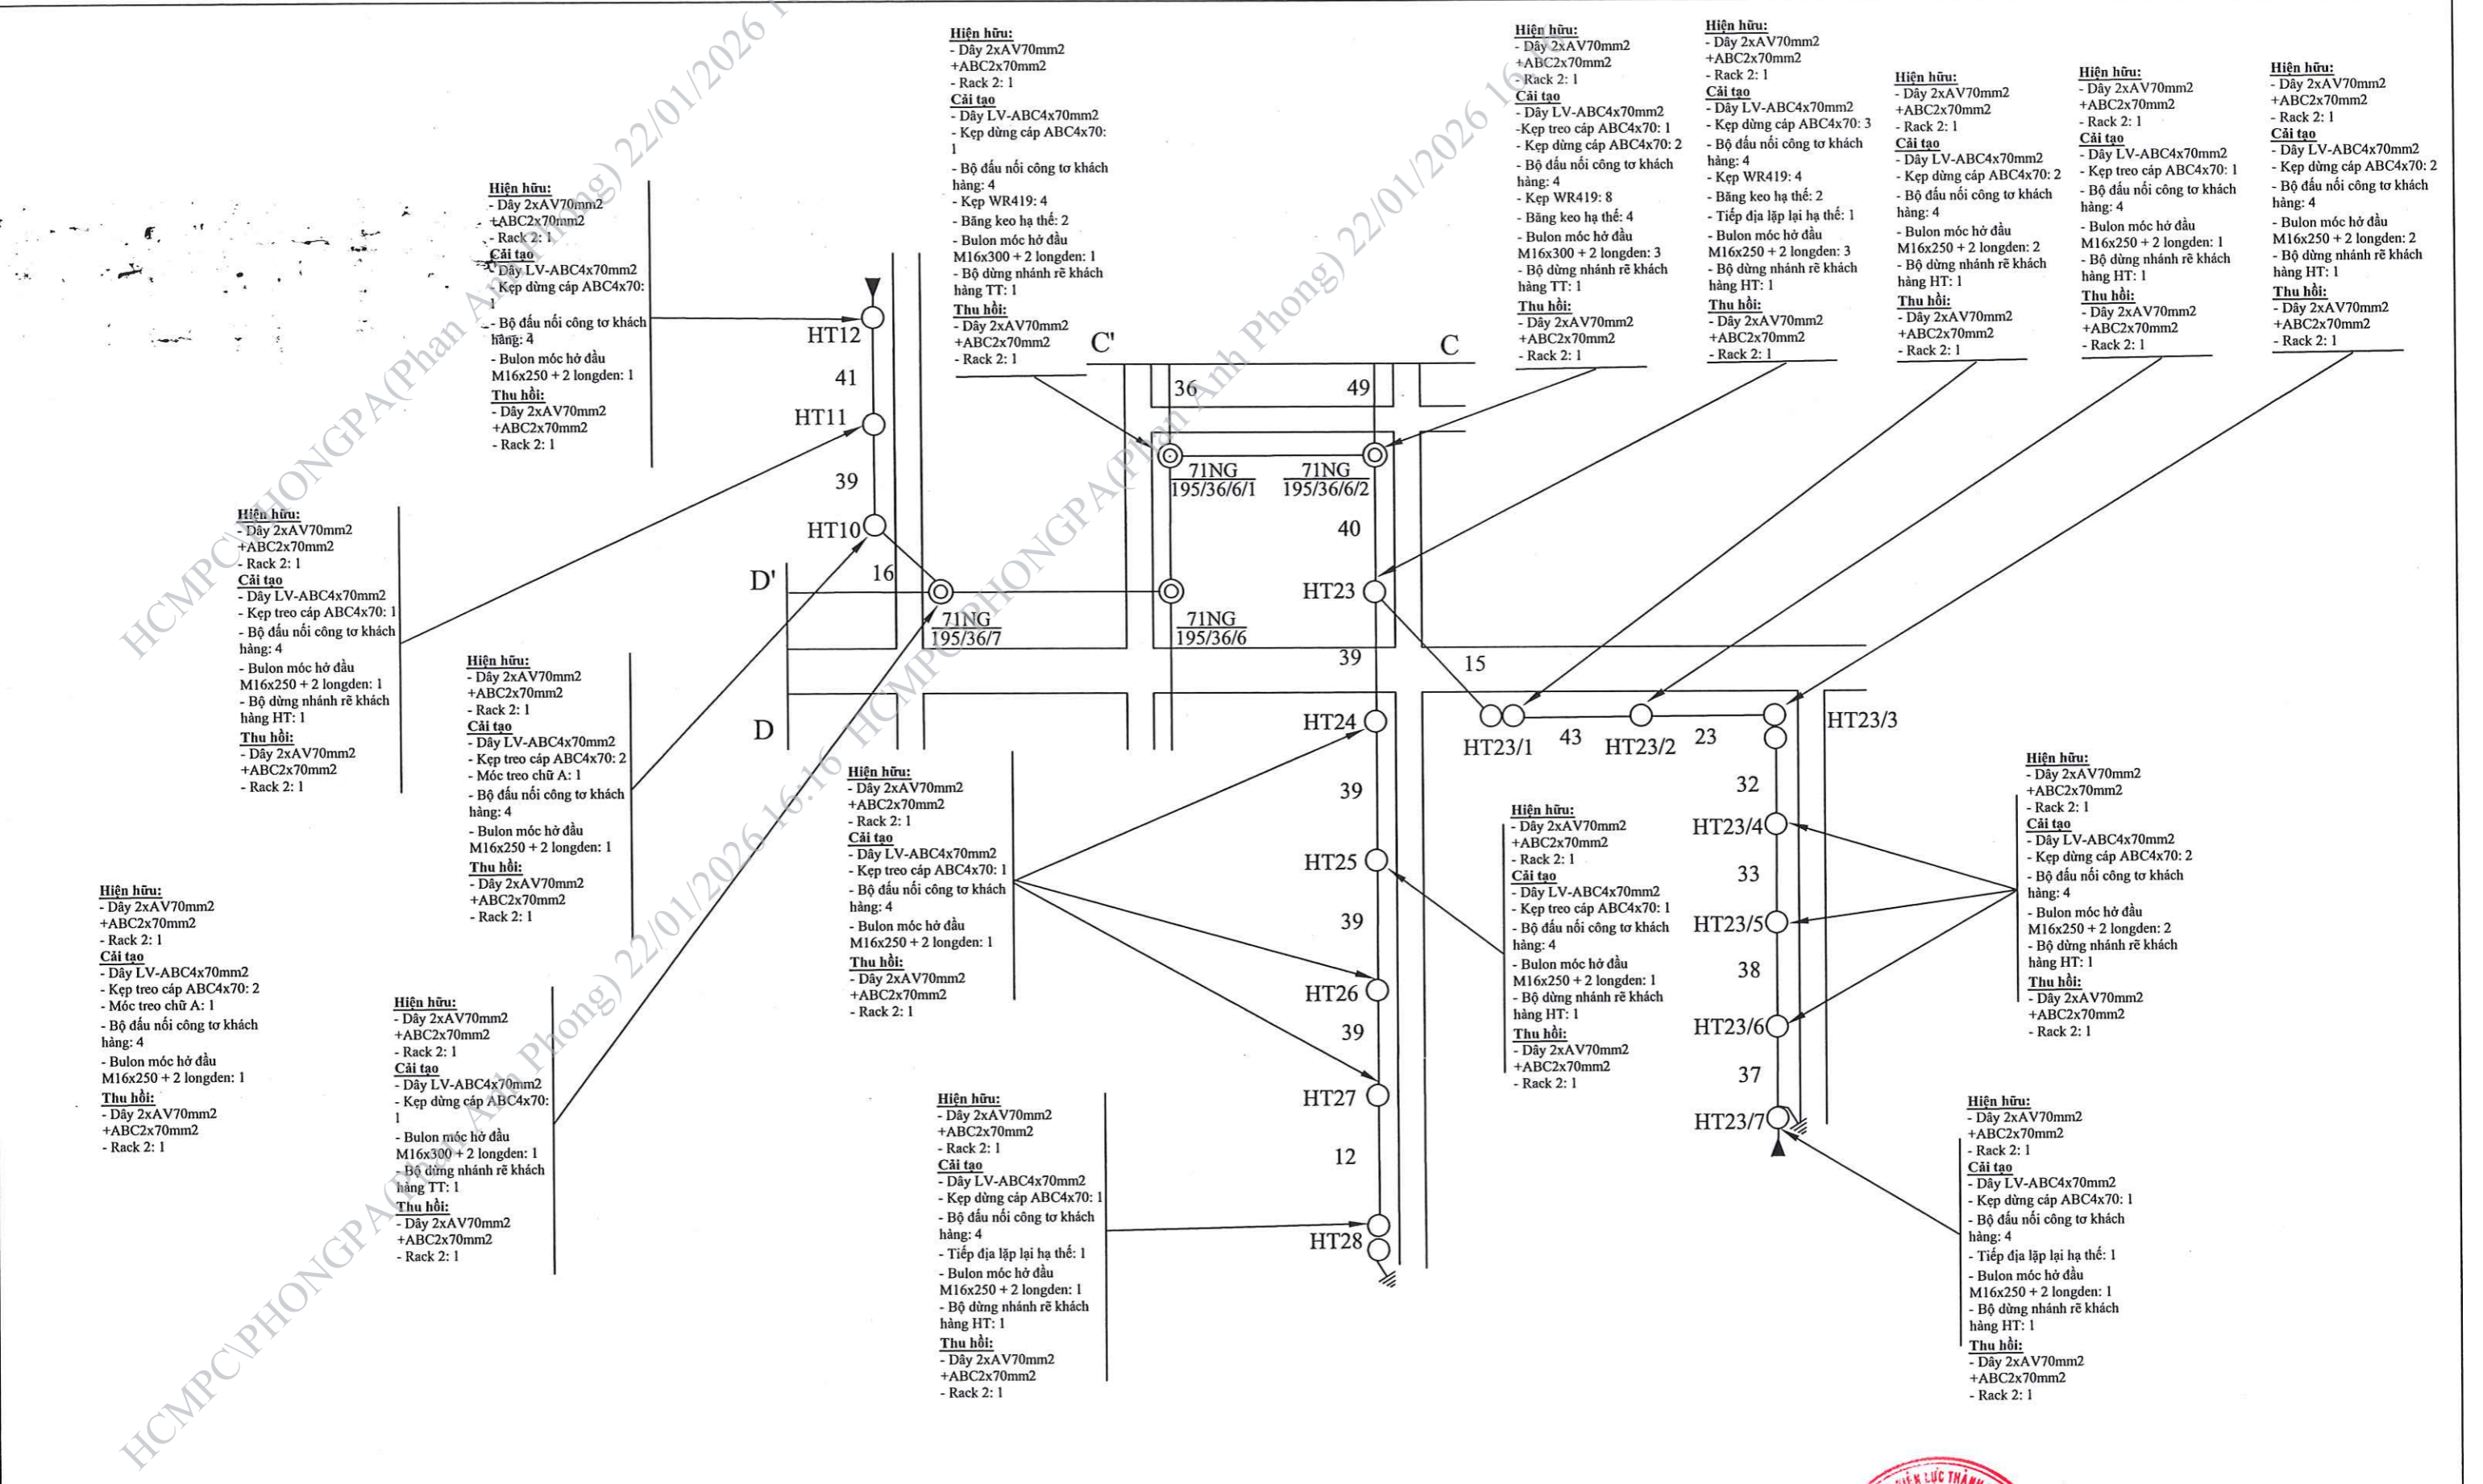 Hiện hữu:
- Dây 2xAV70mm2
+ABC2x70mm2
- Rack 2: 1
Cải tạo
- Dây LV-ABC4x70mm2
- Kẹp dừng cáp ABC4x70:
1
- Bộ đấu nối công tơ khách
hàng: 4
- Kẹp WR419: 4
- Băng keo hạ thế: 2
- Bulon móc hở đầu
M16x300 + 2 longden: 1
- Bộ dừng nhánh rẽ khách
hàng TT: 1
Thu hồi:
- Dây 2xAV70mm2
+ABC2x70mm2
- Rack 2: 1
Hiện hữu:
- Dây 2xAV70mm2
+ABC2x70mm2
- Rack 2: 1
Cải tạo
- Dây LV-ABC4x70mm2
-Kẹp treo cáp ABC4x70: 1
- Kẹp dừng cáp ABC4x70: 2
- Bộ đấu nối công tơ khách
hàng: 4
- Kẹp WR419: 8
- Băng keo hạ thế: 4
- Bulon móc hở đầu
M16x300 + 2 longden: 3
- Bộ dừng nhánh rẽ khách
hàng TT: 1
Thu hồi:
- Dây 2xAV70mm2
+ABC2x70mm2
- Rack 2: 1
Hiện hữu:
- Dây 2xAV70mm2
+ABC2x70mm2
- Rack 2: 1
Cải tạo
- Dây LV-ABC4x70mm2
- Kẹp dừng cáp ABC4x70: 3
- Bộ đấu nối công tơ khách
hàng: 4
- Kẹp WR419: 4
- Băng keo hạ thế: 2
- Tiếp địa lặp lại hạ thế: 1
- Bulon móc hở đầu
M16x250 + 2 longden: 3
- Bộ dừng nhánh rẽ khách
hàng HT: 1
Thu hồi:
- Dây 2xAV70mm2
+ABC2x70mm2
- Rack 2: 1
Hiện hữu:
- Dây 2xAV70mm2
+ABC2x70mm2
- Rack 2: 1
Cải tạo
- Dây LV-ABC4x70mm2
- Kẹp dừng cáp ABC4x70: 2
- Bộ đấu nối công tơ khách
hàng: 4
- Bulon móc hở đầu
M16x250 + 2 longden: 2
- Bộ dừng nhánh rẽ khách
hàng HT: 1
Thu hồi:
- Dây 2xAV70mm2
+ABC2x70mm2
- Rack 2: 1
Hiện hữu:
- Dây 2xAV70mm2
+ABC2x70mm2
- Rack 2: 1
Cải tạo
- Dây LV-ABC4x70mm2
- Kẹp treo cáp ABC4x70: 1
- Bộ đấu nối công tơ khách
hàng: 4
- Bulon móc hở đầu
M16x250 + 2 longden: 1
- Bộ dừng nhánh rẽ khách
hàng HT: 1
Thu hồi:
- Dây 2xAV70mm2
+ABC2x70mm2
- Rack 2: 1
Hiện hữu:
- Dây 2xAV70mm2
+ABC2x70mm2
- Rack 2: 1
Cải tạo
- Dây LV-ABC4x70mm2
- Kẹp dừng cáp ABC4x70: 2
- Bộ đấu nối công tơ khách
hàng: 4
- Bulon móc hở đầu
M16x250 + 2 longden: 2
- Bộ dừng nhánh rẽ khách
hàng HT: 1
Thu hồi:
- Dây 2xAV70mm2
+ABC2x70mm2
- Rack 2: 1
Hiện hữu:
- Dây 2xAV70mm2
+ABC2x70mm2
- Rack 2: 1
Cải tạo
- Dây LV-ABC4x70mm2
- Kẹp dừng cáp ABC4x70:
1
- Bộ đấu nối công tơ khách
hàng: 4
- Bulon móc hở đầu
M16x250 + 2 longden: 1
Thu hồi:
- Dây 2xAV70mm2
+ABC2x70mm2
- Rack 2: 1
HT12
41
HT11
39
HT10
16
D'
D
71NG
195/36/7
C'
C
36
49
71NG
195/36/6/1
71NG
195/36/6/2
40
HT23
71NG
195/36/6
39
15
HT24
HT23/1
43
HT23/2
23
HT23/3
39
32
HT25
HT23/4
33
39
HT23/5
38
HT26
39
HT23/6
37
HT27
HT23/7
12
HT28
Hiện hữu:
- Dây 2xAV70mm2
+ABC2x70mm2
- Rack 2: 1
Cải tạo
- Dây LV-ABC4x70mm2
- Kẹp treo cáp ABC4x70: 1
- Bộ đấu nối công tơ khách
hàng: 4
- Bulon móc hở đầu
M16x250 + 2 longden: 1
- Bộ dừng nhánh rẽ khách
hàng HT: 1
Thu hồi:
- Dây 2xAV70mm2
+ABC2x70mm2
- Rack 2: 1
Hiện hữu:
- Dây 2xAV70mm2
+ABC2x70mm2
- Rack 2: 1
Cải tạo
- Dây LV-ABC4x70mm2
- Kẹp treo cáp ABC4x70: 2
- Móc treo chữ A: 1
- Bộ đấu nối công tơ khách
hàng: 4
- Bulon móc hở đầu
M16x250 + 2 longden: 1
Thu hồi:
- Dây 2xAV70mm2
+ABC2x70mm2
- Rack 2: 1
Hiện hữu:
- Dây 2xAV70mm2
+ABC2x70mm2
- Rack 2: 1
Cải tạo
- Dây LV-ABC4x70mm2
- Kẹp treo cáp ABC4x70: 1
- Bộ đấu nối công tơ khách
hàng: 4
- Bulon móc hở đầu
M16x250 + 2 longden: 1
Thu hồi:
- Dây 2xAV70mm2
+ABC2x70mm2
- Rack 2: 1
Hiện hữu:
- Dây 2xAV70mm2
+ABC2x70mm2
- Rack 2: 1
Cải tạo
- Dây LV-ABC4x70mm2
- Kẹp treo cáp ABC4x70: 1
- Bộ đấu nối công tơ khách
hàng: 4
- Bulon móc hở đầu
M16x250 + 2 longden: 1
- Bộ dừng nhánh rẽ khách
hàng HT: 1
Thu hồi:
- Dây 2xAV70mm2
+ABC2x70mm2
- Rack 2: 1
Hiện hữu:
- Dây 2xAV70mm2
+ABC2x70mm2
- Rack 2: 1
Cải tạo
- Dây LV-ABC4x70mm2
- Kẹp dừng cáp ABC4x70: 2
- Bộ đấu nối công tơ khách
hàng: 4
- Bulon móc hở đầu
M16x250 + 2 longden: 2
- Bộ dừng nhánh rẽ khách
hàng HT: 1
Thu hồi:
- Dây 2xAV70mm2
+ABC2x70mm2
- Rack 2: 1
Hiện hữu:
- Dây 2xAV70mm2
+ABC2x70mm2
- Rack 2: 1
Cải tạo
- Dây LV-ABC4x70mm2
- Kẹp treo cáp ABC4x70: 2
- Móc treo chữ A: 1
- Bộ đấu nối công tơ khách
hàng: 4
- Bulon móc hở đầu
M16x250 + 2 longden: 1
Thu hồi:
- Dây 2xAV70mm2
+ABC2x70mm2
- Rack 2: 1
Hiện hữu:
- Dây 2xAV70mm2
+ABC2x70mm2
- Rack 2: 1
Cải tạo
- Dây LV-ABC4x70mm2
- Kẹp dừng cáp ABC4x70:
1
- Bulon móc hở đầu
M16x300 + 2 longden: 1
- Bộ dừng nhánh rẽ khách
hàng TT: 1
Thu hồi:
- Dây 2xAV70mm2
+ABC2x70mm2
- Rack 2: 1
Hiện hữu:
- Dây 2xAV70mm2
+ABC2x70mm2
- Rack 2: 1
Cải tạo
- Dây LV-ABC4x70mm2
- Kẹp dừng cáp ABC4x70: 1
- Bộ đấu nối công tơ khách
hàng: 4
- Tiếp địa lặp lại hạ thế: 1
- Bulon móc hở đầu
M16x250 + 2 longden: 1
- Bộ dừng nhánh rẽ khách
hàng HT: 1
Thu hồi:
- Dây 2xAV70mm2
+ABC2x70mm2
- Rack 2: 1
Hiện hữu:
- Dây 2xAV70mm2
+ABC2x70mm2
- Rack 2: 1
Cải tạo
- Dây LV-ABC4x70mm2
- Kẹp dừng cáp ABC4x70: 1
- Bộ đấu nối công tơ khách
hàng: 4
- Tiếp địa lặp lại hạ thế: 1
- Bulon móc hở đầu
M16x250 + 2 longden: 1
- Bộ dừng nhánh rẽ khách
hàng HT: 1
Thu hồi:
- Dây 2xAV70mm2
+ABC2x70mm2
- Rack 2: 1
HCMPC\PHONGPA(Phan Anh Phong) 22/01/2026
HCMPC\PHONGPA(Phan Anh Phong) 22/01/2026 16:16
HCMPC\PHONGPA(Phan Anh Phong) 22/01/2026 16:16